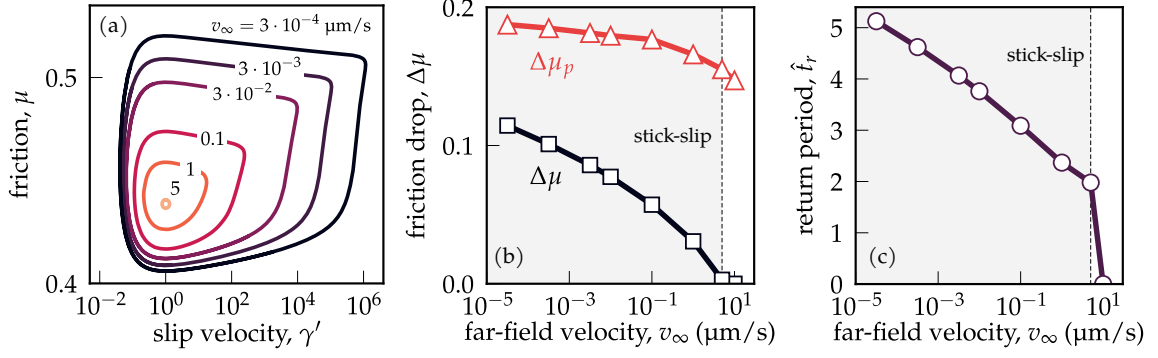 (a)
v∞ = 3 · 10⁻⁴ µm/s
3 · 10⁻³
3 · 10⁻²
0.1
1
5
friction, µ
0.5
0.4
10⁻² 10⁰ 10² 10⁴ 10⁶
slip velocity, γ′
friction drop, Δµ
0.2
0.1
0.0
Δµₚ
stick-slip
Δµ
(b)
10⁻⁵ 10⁻³ 10⁻¹ 10¹
far-field velocity, v∞ (µm/s)
return period, t̂ᵣ
5
4
3
2
1
0
stick-slip
(c)
10⁻⁵ 10⁻³ 10⁻¹ 10¹
far-field velocity, v∞ (µm/s)